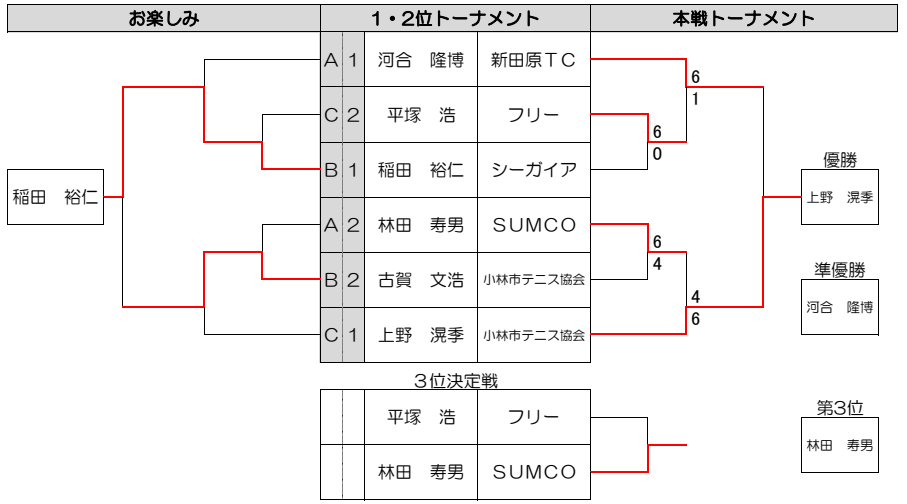 お楽しみ　1・2位トーナメント　本戦トーナメント
A 1 河合　隆博 新田原TC
6
1
C 2 平塚　浩 フリー
6
0
B 1 稲田　裕仁 シーガイア
優勝
稲田　裕仁
上野　滉季
A 2 林田　寿男 SUMCO
6
4
B 2 古賀　文浩 小林市テニス協会
準優勝
4
6
河合　隆博
C 1 上野　滉季 小林市テニス協会
3位決定戦
平塚　浩 フリー
第3位
林田　寿男
林田　寿男 SUMCO